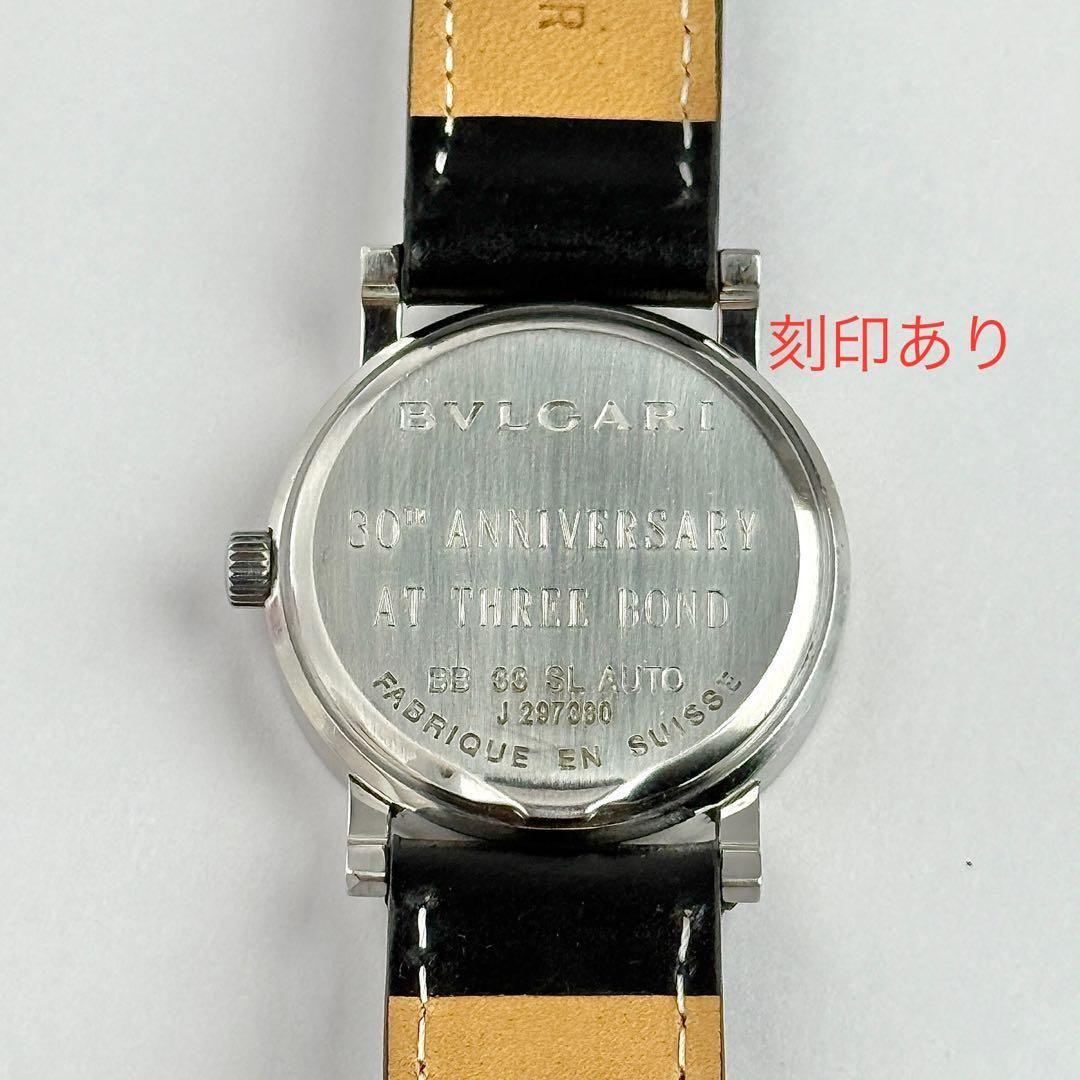 R
刻印あり
BVLGARI
30TH ANNIVERSARY
AT THREE BOND
BB 33 SL AUTO
J 297330
FABRIQUE EN SUISSE